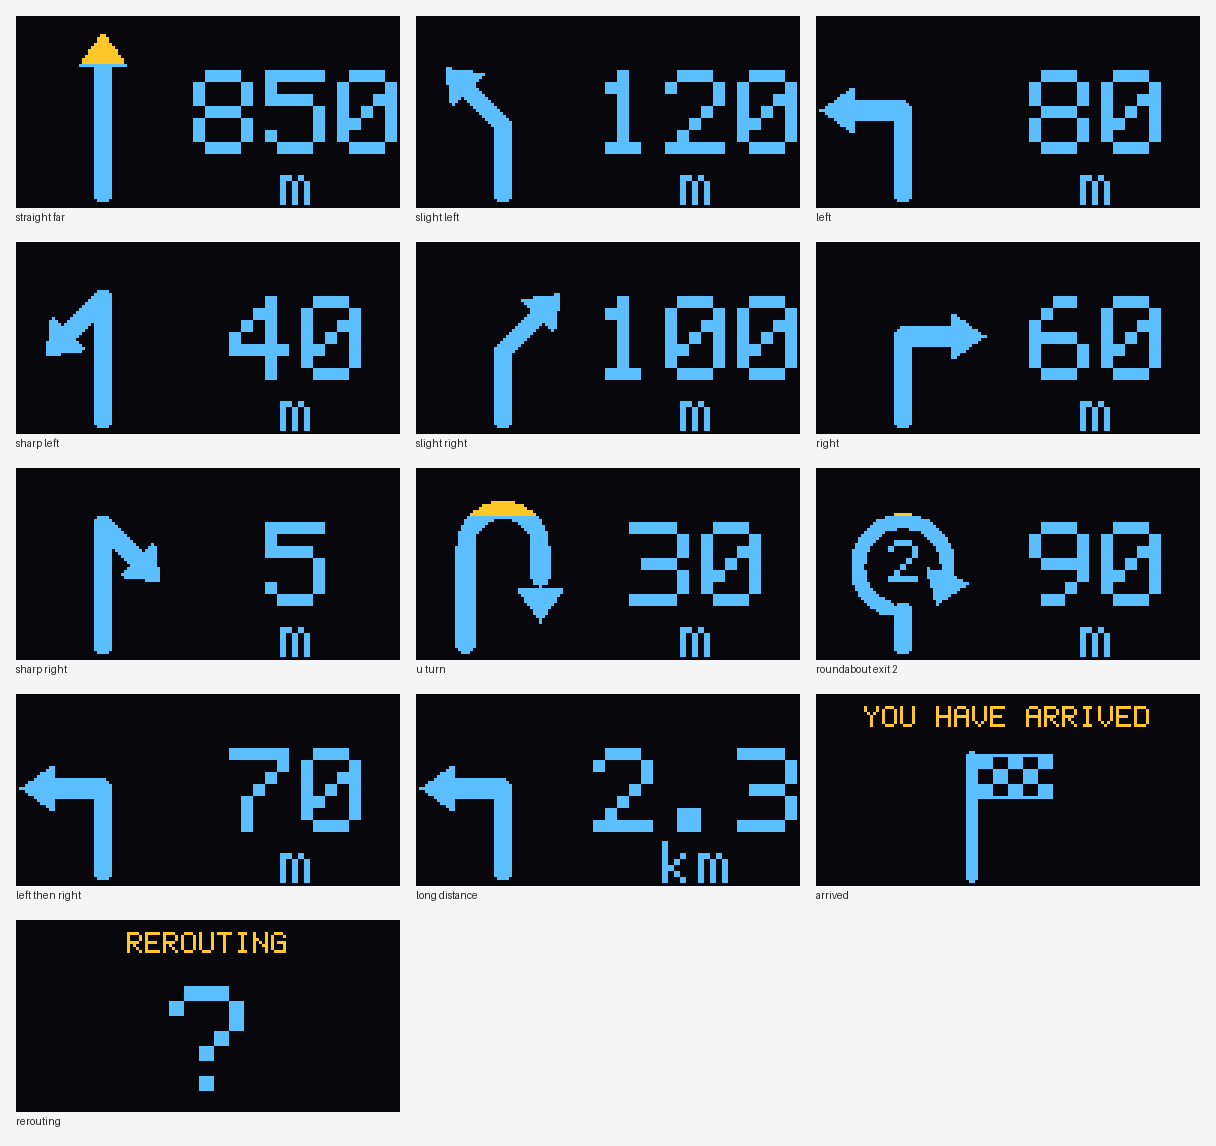 850
m
straight far
120
m
slight left
80
m
left
40
m
sharp left
100
m
slight right
60
m
right
5
m
sharp right
30
m
u turn
2
90
m
roundabout exit 2
70
m
left then right
2.3
km
long distance
YOU HAVE ARRIVED
arrived
REROUTING
?
rerouting